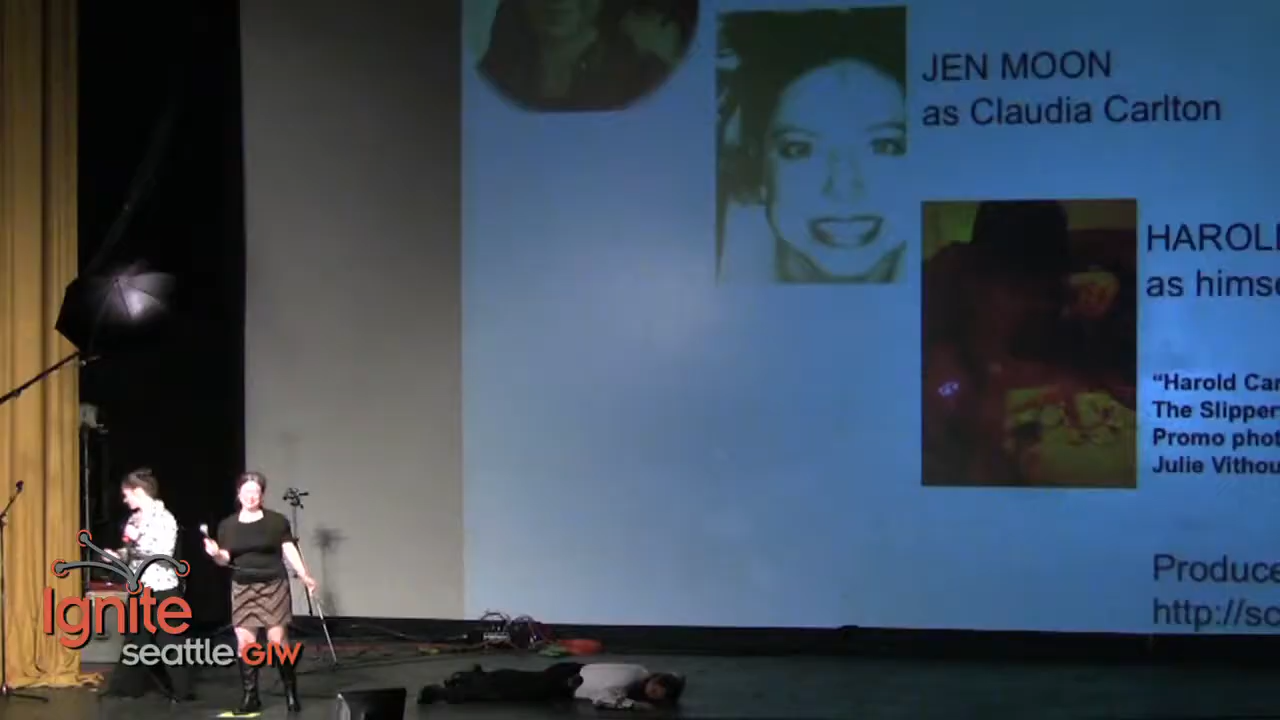 JEN MOON
as Claudia Carlton
HAROL
as himse
“Harold Car
The Slipper
Promo phot
Julie Vithou
Produce
http://sc
Ignite
seattle GIW